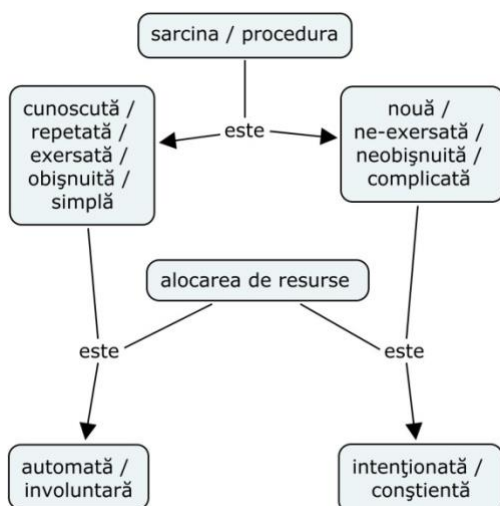 sarcina / procedura
cunoscută /
repetată /
exersată /
obişnuită /
simplă
este
nouă /
ne-exersată /
neobişnuită /
complicată
alocarea de resurse
este
este
automată /
involuntară
intenţionată /
conştientă